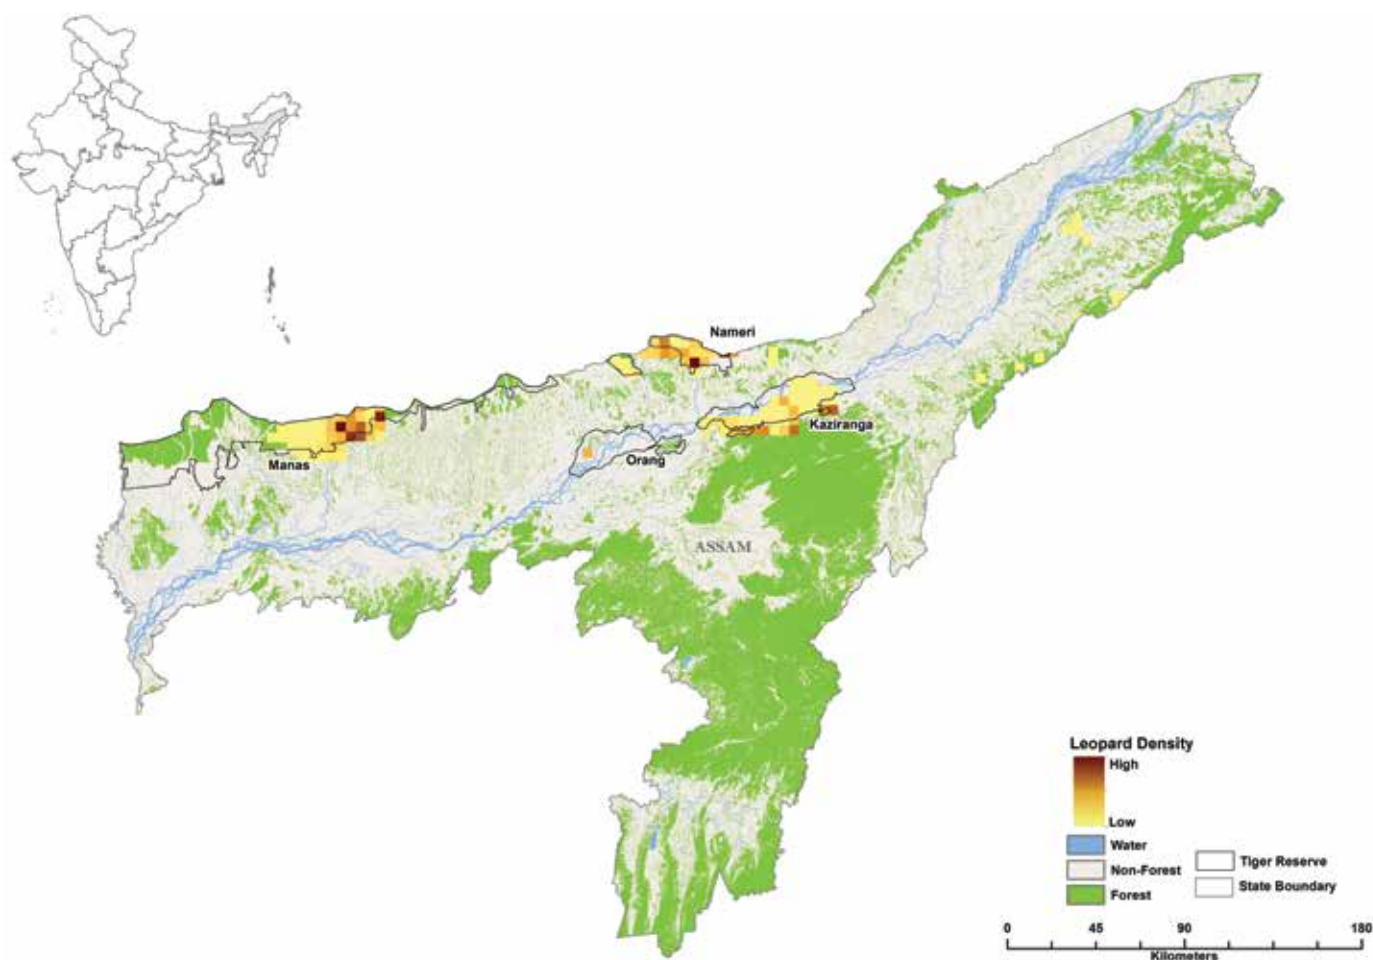 Nameri
Kaziranga
Manas
Orang
ASSAM
Leopard Density
High
Low
Water
Non-Forest
Forest
Tiger Reserve
State Boundary
0 45 90 180
Kilometers